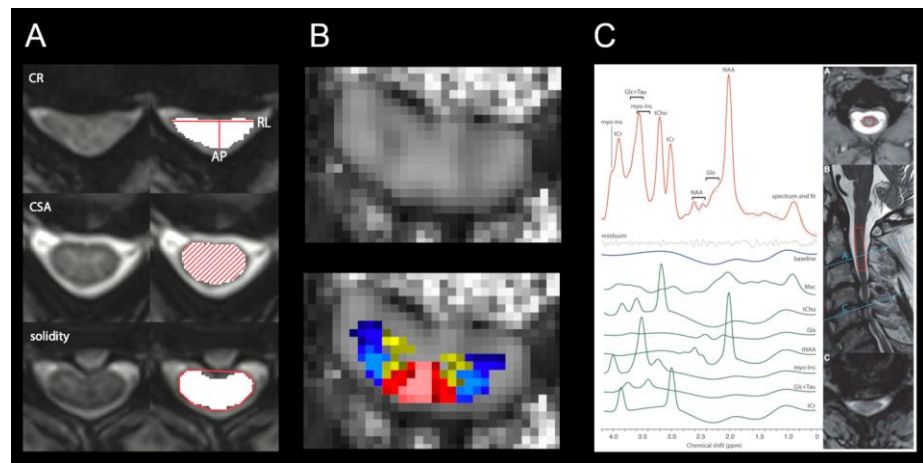 A
B
C
CR
RL
AP
CSA
solidity
NAA
Glc+Tau
myo-Ins
tCho
myo-Ins
tCr
tCr
Glx
NAA
spectrum and fit
residuum
baseline
Mac
tCho
Glx
tNAA
myo-Ins
Glc+Tau
tCr
4.0 3.5 3.0 2.5 2.0 1.5 1.0 0
Chemical shift (ppm)
A
B
A
C
C